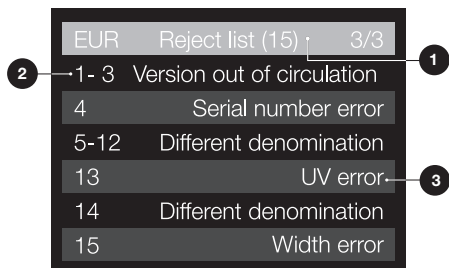 EUR Reject list (15) 3/3
1
2
1- 3 Version out of circulation
4 Serial number error
5-12 Different denomination
13 UV error
3
14 Different denomination
15 Width error